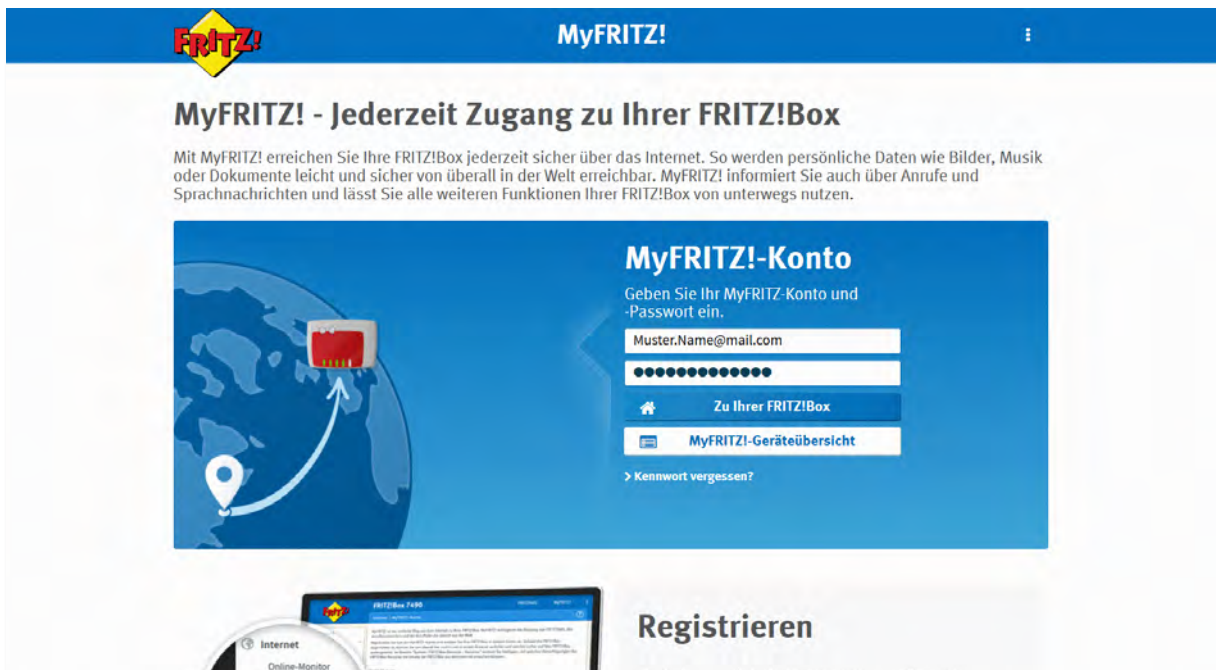 FRITZ!
MyFRITZ!
MyFRITZ! - Jederzeit Zugang zu Ihrer FRITZ!Box
Mit MyFRITZ! erreichen Sie Ihre FRITZ!Box jederzeit sicher über das Internet. So werden persönliche Daten wie Bilder, Musik
oder Dokumente leicht und sicher von überall in der Welt erreichbar. MyFRITZ! informiert Sie auch über Anrufe und
Sprachnachrichten und lässt Sie alle weiteren Funktionen Ihrer FRITZ!Box von unterwegs nutzen.
MyFRITZ!-Konto
Geben Sie Ihr MyFRITZ-Konto und
-Passwort ein.
Muster.Name@mail.com
●●●●●●●●●●●●●
Zu Ihrer FRITZ!Box
MyFRITZ!-Geräteübersicht
> Kennwort vergessen?
FRITZ!
FRITZ!Box 7490
Internet
Online-Monitor
Registrieren